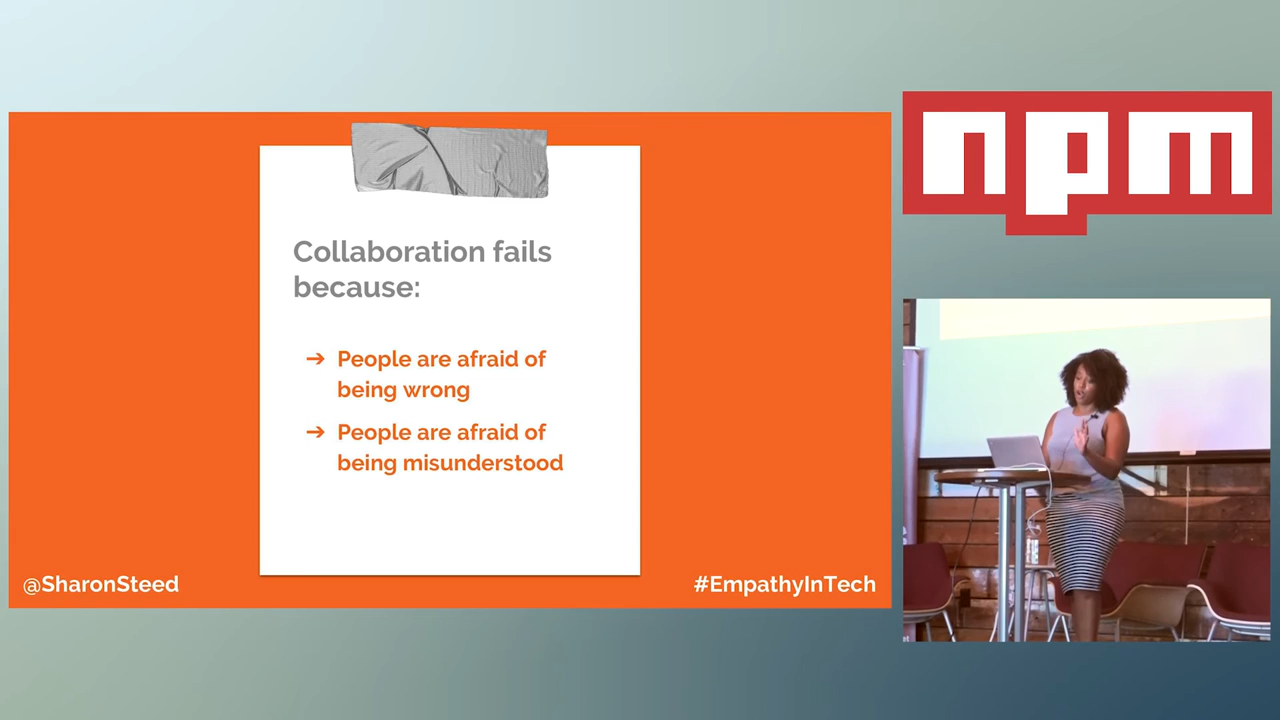 npm
Collaboration fails
because:
➔ People are afraid of
being wrong
➔ People are afraid of
being misunderstood
@SharonSteed
#EmpathyInTech